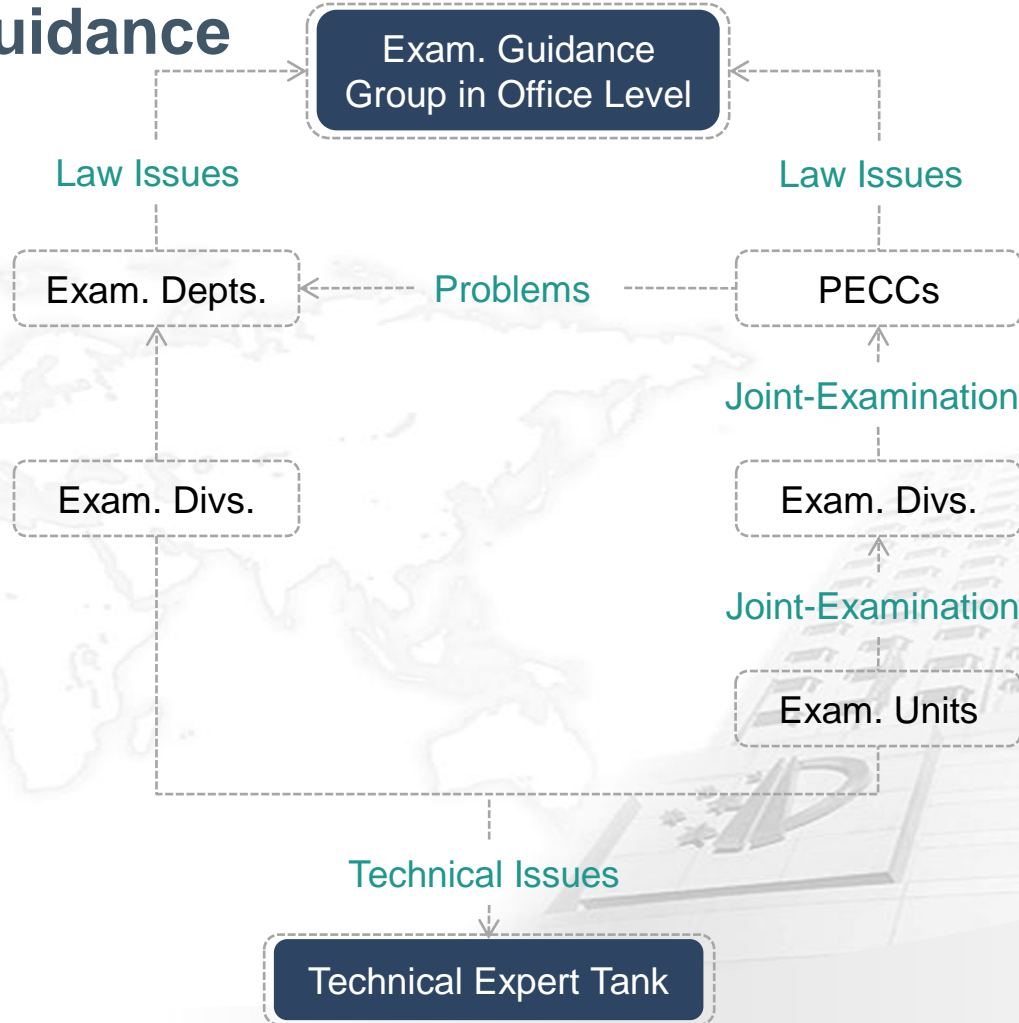 uidance
Exam. Guidance
Group in Office Level
Law Issues
Law Issues
Exam. Depts.
Problems
PECCs
Joint-Examination
Exam. Divs.
Exam. Divs.
Joint-Examination
Exam. Units
Technical Issues
Technical Expert Tank